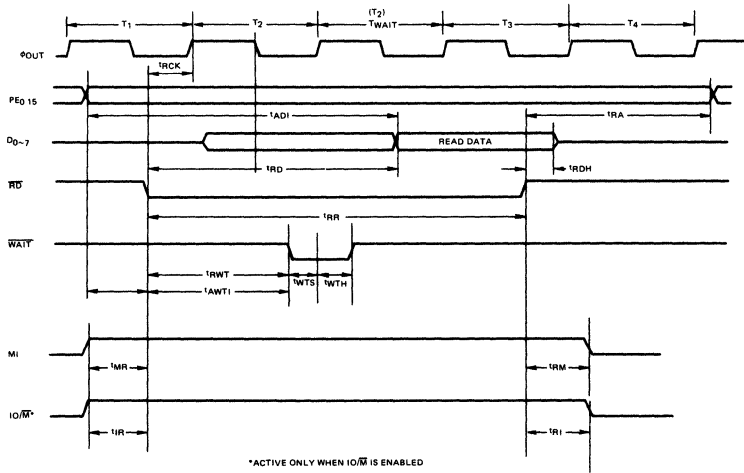 T1 T2 (T2) TWAIT T3 T4
φOUT
tRCK
PE0 15
tADI tRA
D0~7 READ DATA
tRD tRDH
RD
tRR
WAIT
tRWT tWTS tWTH
tAWTI
MI
tMR tRM
IO/M*
tIR tRI
*ACTIVE ONLY WHEN IO/M IS ENABLED